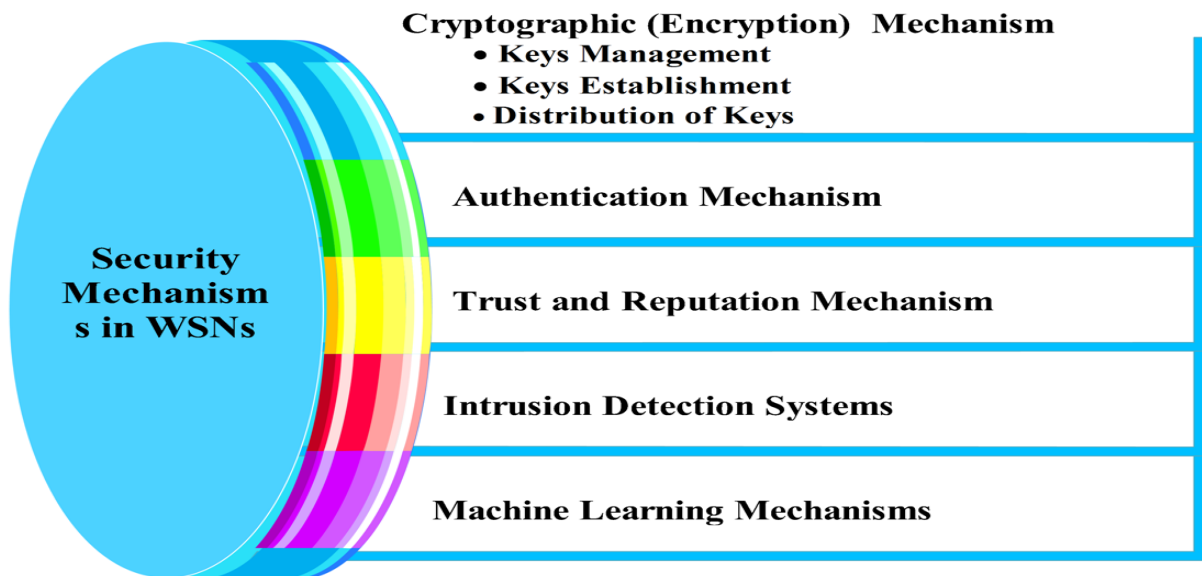 Cryptographic (Encryption) Mechanism
• Keys Management
• Keys Establishment
• Distribution of Keys
Authentication Mechanism
Security
Mechanism
s in WSNs
Trust and Reputation Mechanism
Intrusion Detection Systems
Machine Learning Mechanisms